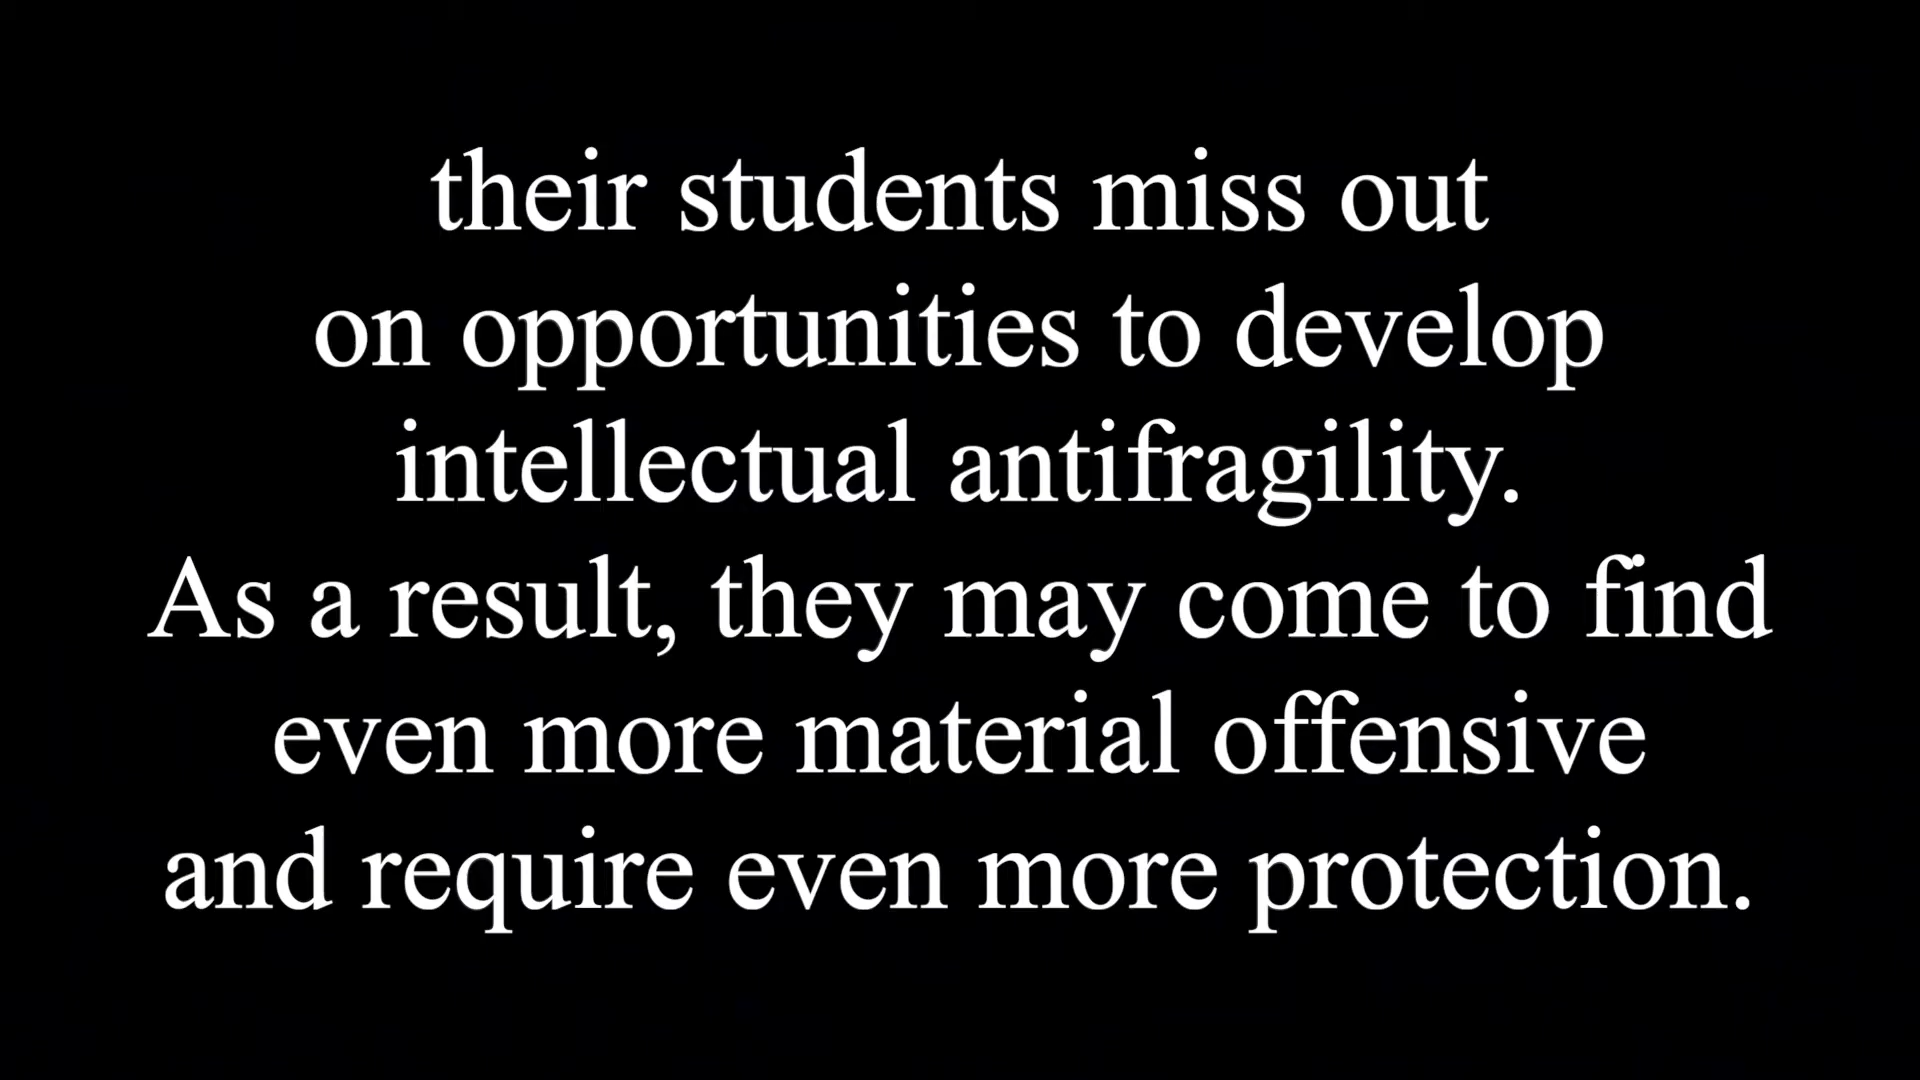 their students miss out
on opportunities to develop
intellectual antifragility.
As a result, they may come to find
even more material offensive
and require even more protection.